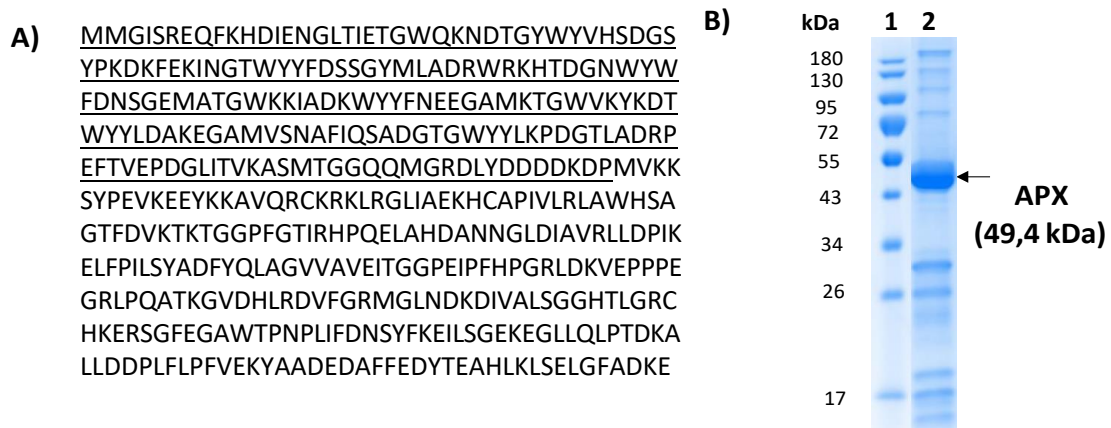 A)
MMGISREQFKHDIENGLTIETGWQKNDTGYWYVHSDGS
YPKDKFEKINGTWYYFDSSGYMLADRWRKHTDGNWYW
FDNSGEMATGWKKIADKWYYFNEEGAMKTGWVKYKDT
WYYLDAKEGAMVSNAFIQSADGTGWYYLKPDGTLADRP
EFTVEPDGLITVKASMTGGQQMGRDLYDDDDKDPMVKK
SYPEVKEEYKKAVQRCKRKLRGLIAEKHCAPIVLRLAWHSA
GTFDVKTKTGGPFGTIRHPQELAHDANNGLDIAVRLLDPIK
ELFPILSYADFYQLAGVVAVEITGGPEIPFHPGRLDKVEPPPE
GRLPQATKGVDHLRDVFGRMGLNDKDIVALSGGHTLGRC
HKERSGFEGAWTPNPLIFDNSYFKEILSGEKEGLLQLPTDKA
LLDDPLFLPFVEKYAADEDAFFEDYTEAHLKLSELGFADKE
B)
kDa 1 2
180
130
95
72
55
43
34
26
17
APX
(49,4 kDa)